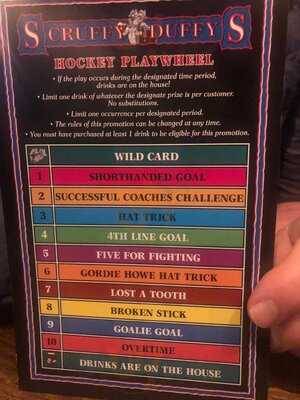 SCRUFFY DUFFYS
HOCKEY PLAYWHEEL
• If the play occurs during the designated time period,
drinks are on the house!
• Limit one drink of whatever the designate prize is per customer.
No substitutions.
• Limit one occurrence per designated period.
• The rules of this promotion can be changed at any time.
• You must have purchased at least 1 drink to be eligible for this promotion.
WILD CARD
1 SHORTHANDED GOAL
2 SUCCESSFUL COACHES CHALLENGE
3 HAT TRICK
4 4TH LINE GOAL
5 FIVE FOR FIGHTING
6 GORDIE HOWE HAT TRICK
7 LOST A TOOTH
8 BROKEN STICK
9 GOALIE GOAL
10 OVERTIME
DRINKS ARE ON THE HOUSE